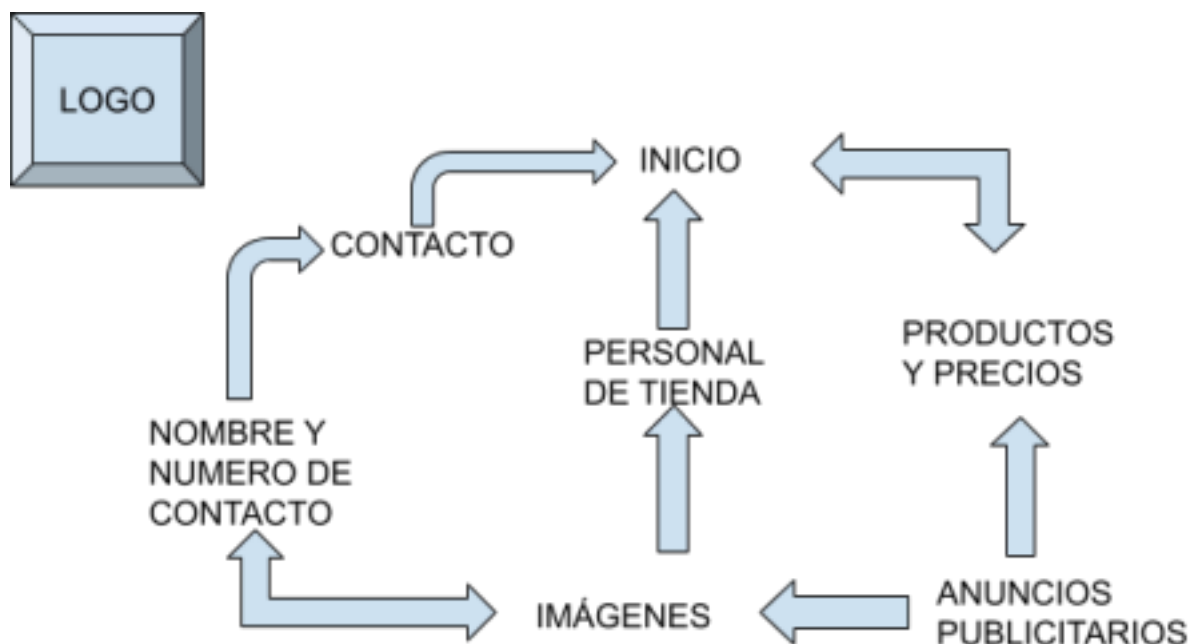 LOGO
INICIO
CONTACTO
PERSONAL
DE TIENDA
PRODUCTOS
Y PRECIOS
NOMBRE Y
NUMERO DE
CONTACTO
IMÁGENES
ANUNCIOS
PUBLICITARIOS